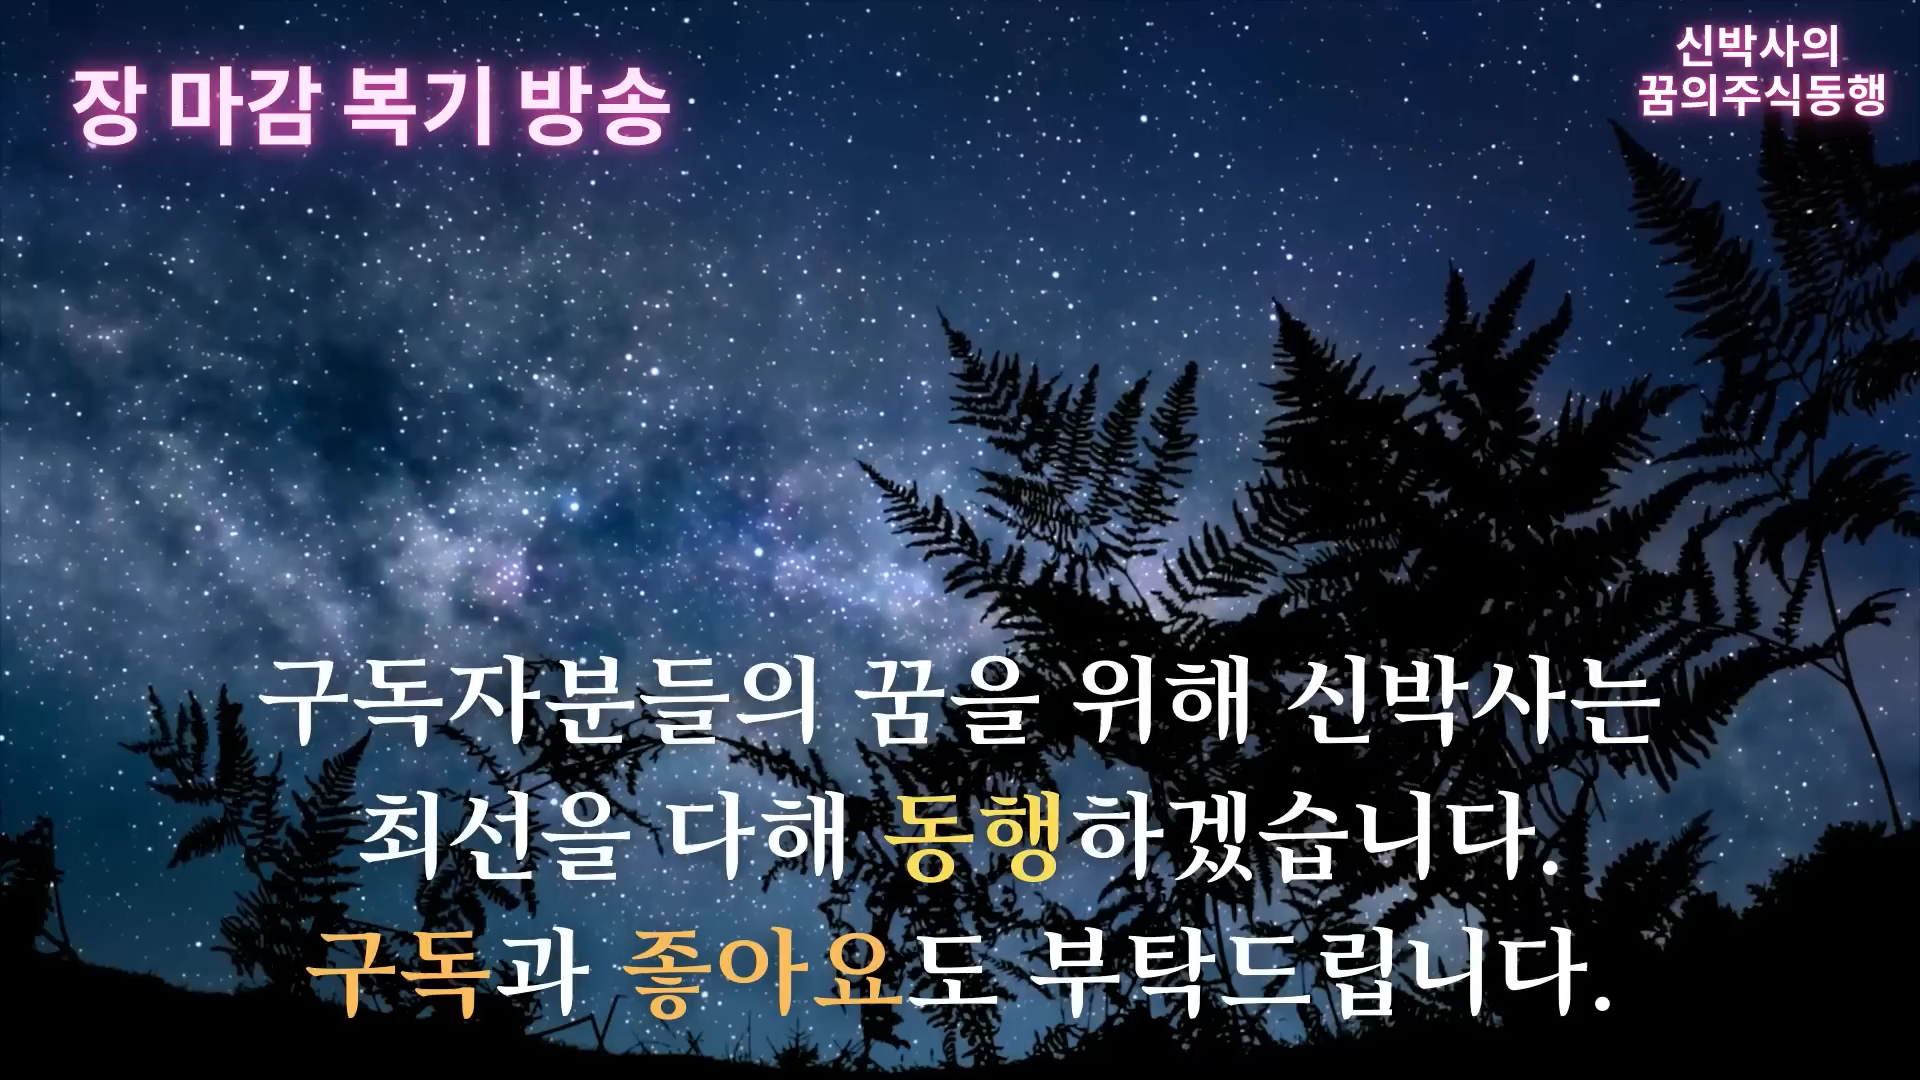 장 마감 복기 방송
신박사의
꿈의주식동행
구독자분들의 꿈을 위해 신박사는
최선을 다해 동행하겠습니다.
구독과 좋아요도 부탁드립니다.